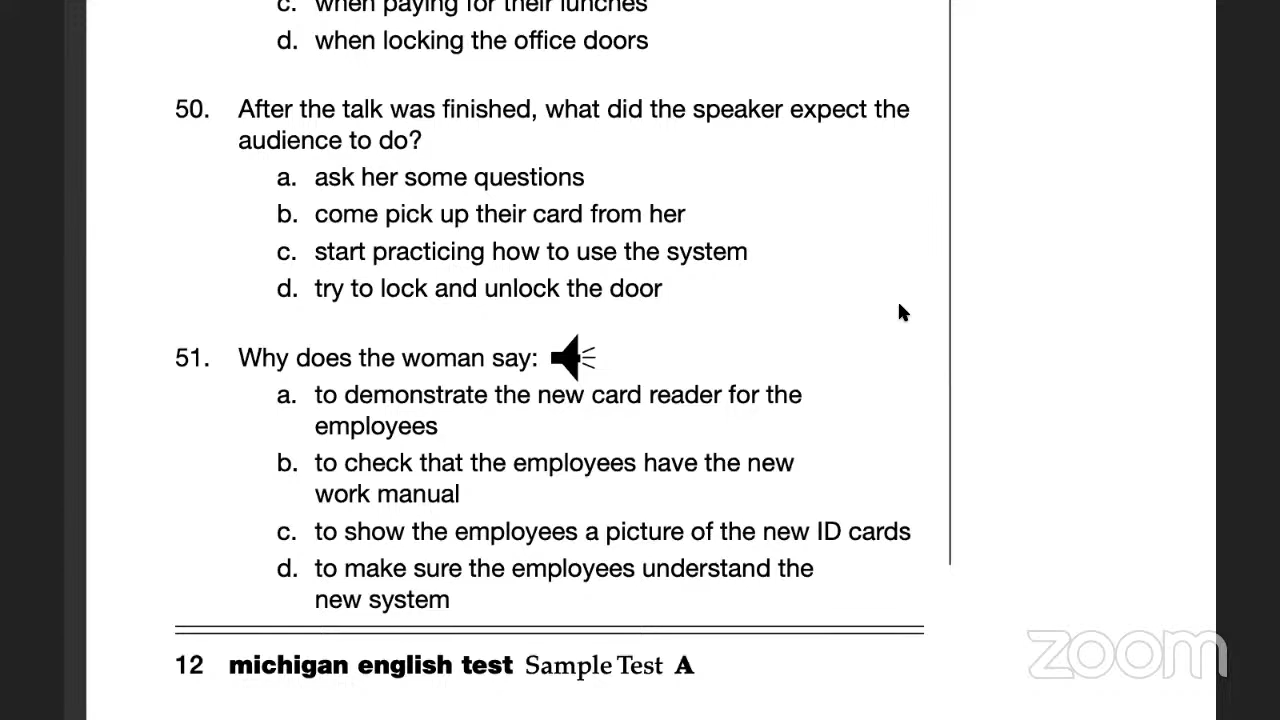 c. when paying for their lunches
d. when locking the office doors
50. After the talk was finished, what did the speaker expect the
audience to do?
a. ask her some questions
b. come pick up their card from her
c. start practicing how to use the system
d. try to lock and unlock the door
51. Why does the woman say:
a. to demonstrate the new card reader for the
employees
b. to check that the employees have the new
work manual
c. to show the employees a picture of the new ID cards
d. to make sure the employees understand the
new system
12 michigan english test Sample Test A
zoom